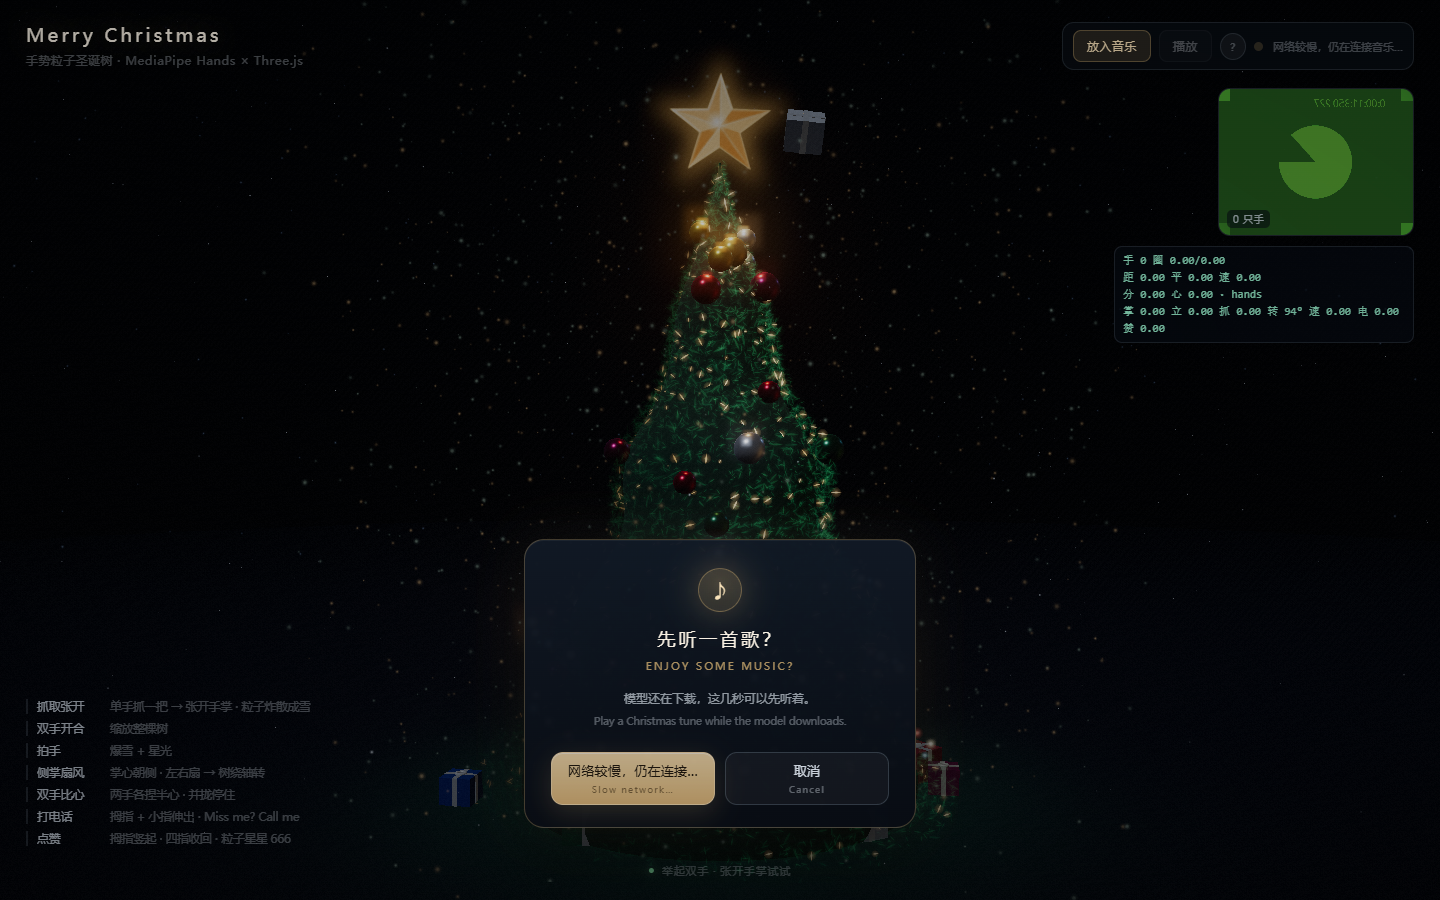 Merry Christmas
手势粒子圣诞树 · MediaPipe Hands × Three.js
放入音乐
播放
?
网络较慢，仍在连接音乐…
0:00:11:350 227
0 只手
手 0 圈 0.00/0.00
距 0.00 平 0.00 速 0.00
分 0.00 心 0.00 · hands
掌 0.00 立 0.00 抓 0.00 转 94° 速 0.00 电 0.00
赞 0.00
♪
先听一首歌？
ENJOY SOME MUSIC?
模型还在下载，这几秒可以先听着。
Play a Christmas tune while the model downloads.
网络较慢，仍在连接…
Slow network…
取消
Cancel
抓取张开 单手抓一把 → 张开手掌 · 粒子炸散成雪
双手开合 缩放整棵树
拍手 爆雪 + 星光
侧掌扇风 掌心朝侧 · 左右扇 → 树绕轴转
双手比心 两手各捏半心 · 并拢停住
打电话 拇指 + 小指伸出 · Miss me? Call me
点赞 拇指竖起 · 四指收回 · 粒子星星 666
举起双手 · 张开手掌试试